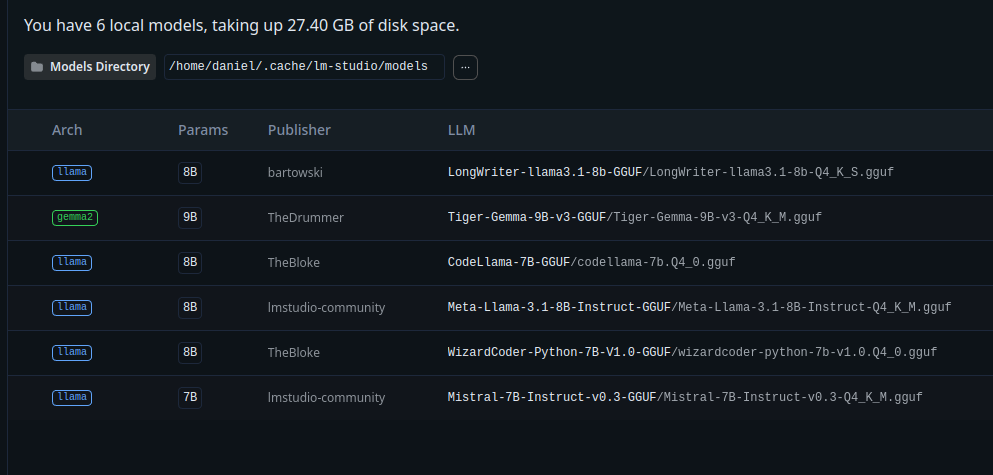 You have 6 local models, taking up 27.40 GB of disk space.
Models Directory /home/daniel/.cache/lm-studio/models ...
Arch Params Publisher LLM
llama 8B bartowski LongWriter-llama3.1-8b-GGUF/LongWriter-llama3.1-8b-Q4_K_S.gguf
gemma2 9B TheDrummer Tiger-Gemma-9B-v3-GGUF/Tiger-Gemma-9B-v3-Q4_K_M.gguf
llama 8B TheBloke CodeLlama-7B-GGUF/codellama-7b.Q4_0.gguf
llama 8B lmstudio-community Meta-Llama-3.1-8B-Instruct-GGUF/Meta-Llama-3.1-8B-Instruct-Q4_K_M.gguf
llama 8B TheBloke WizardCoder-Python-7B-V1.0-GGUF/wizardcoder-python-7b-v1.0.Q4_0.gguf
llama 7B lmstudio-community Mistral-7B-Instruct-v0.3-GGUF/Mistral-7B-Instruct-v0.3-Q4_K_M.gguf